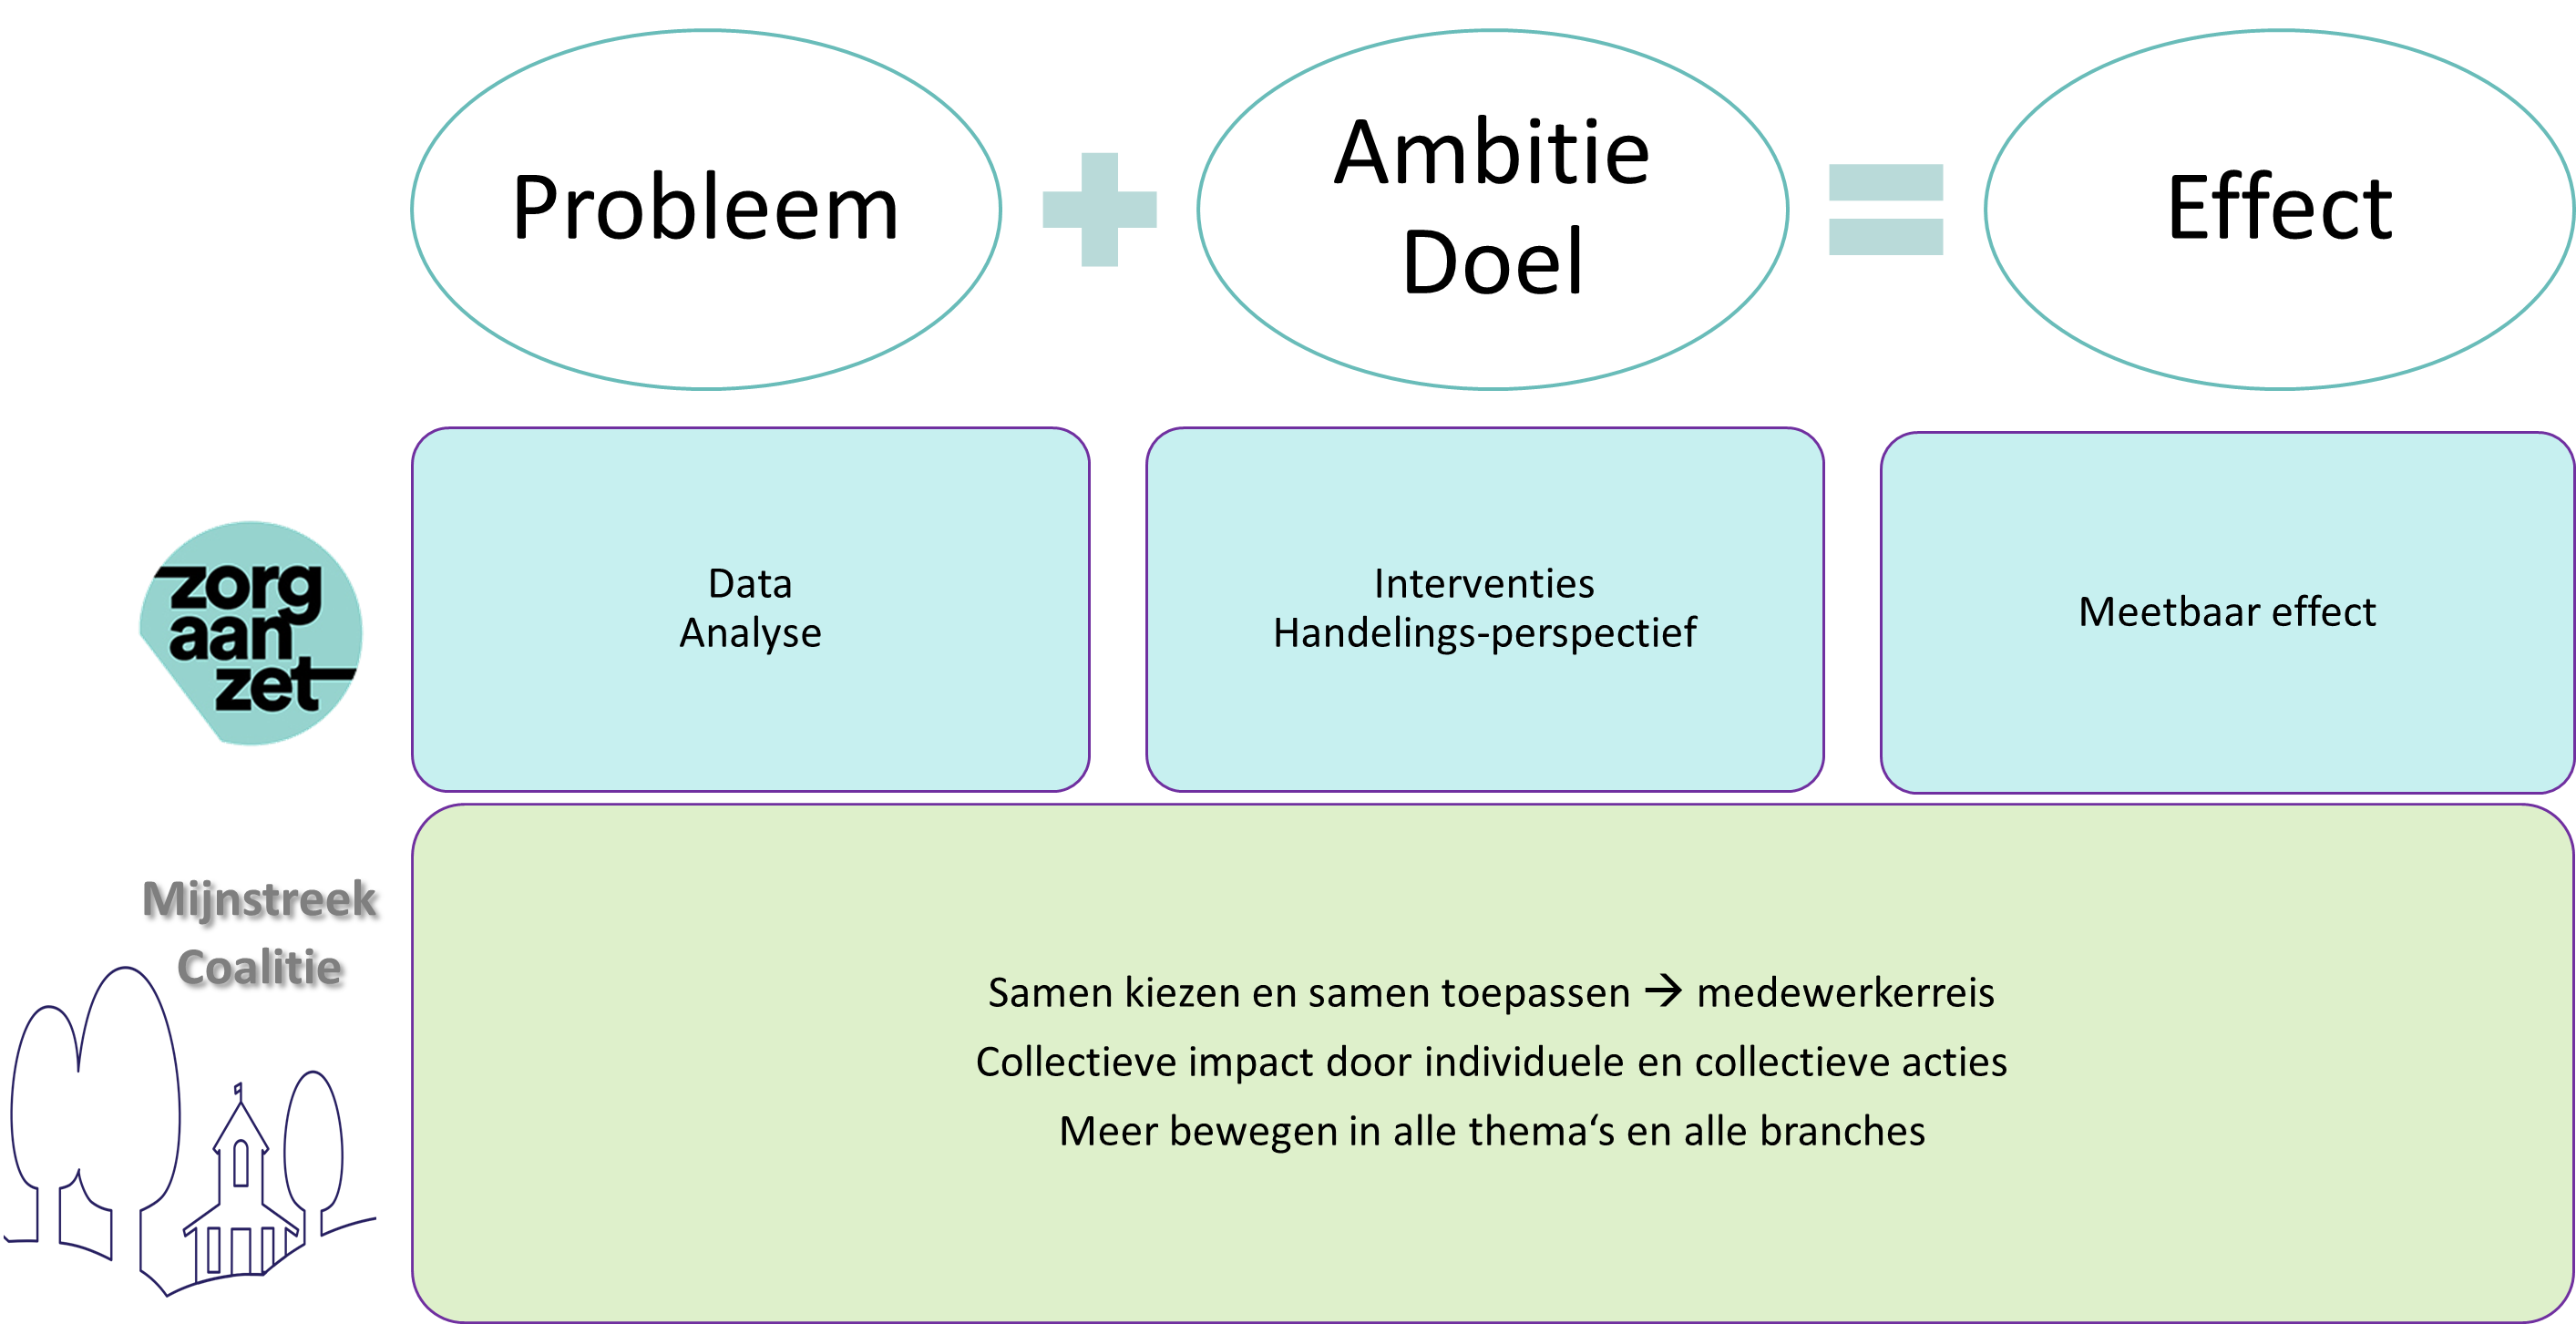 Probleem
Ambitie
Doel
Effect
zorg
aan
zet
Data
Analyse
Interventies
Handelings-perspectief
Meetbaar effect
Mijnstreek
Coalitie
Samen kiezen en samen toepassen → medewerkerreis
Collectieve impact door individuele en collectieve acties
Meer bewegen in alle thema‘s en alle branches